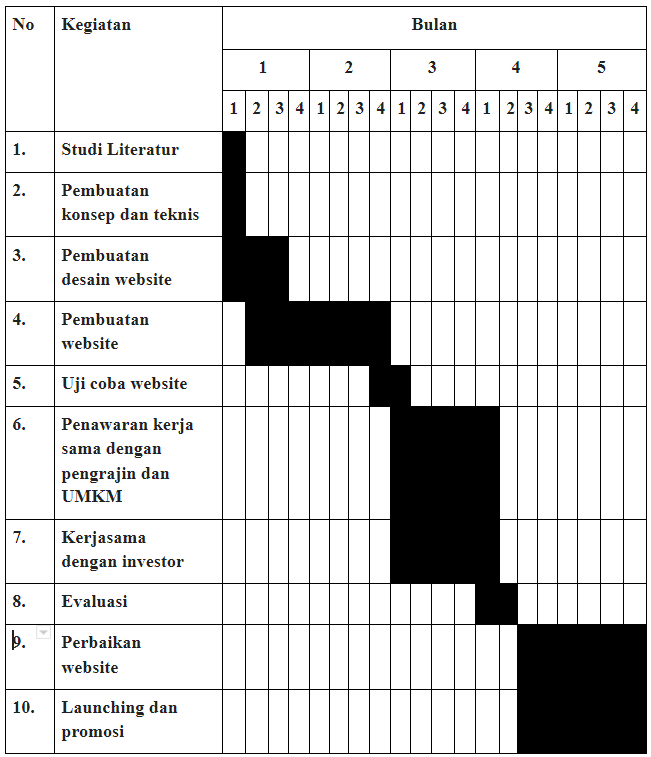 No Kegiatan Bulan
1 2 3 4 5
1 2 3 4 1 2 3 4 1 2 3 4 1 2 3 4 1 2 3 4
1. Studi Literatur
2. Pembuatan
konsep dan teknis
3. Pembuatan
desain website
4. Pembuatan
website
5. Uji coba website
6. Penawaran kerja
sama dengan
pengrajin dan
UMKM
7. Kerjasama
dengan investor
8. Evaluasi
9. Perbaikan
website
10. Launching dan
promosi